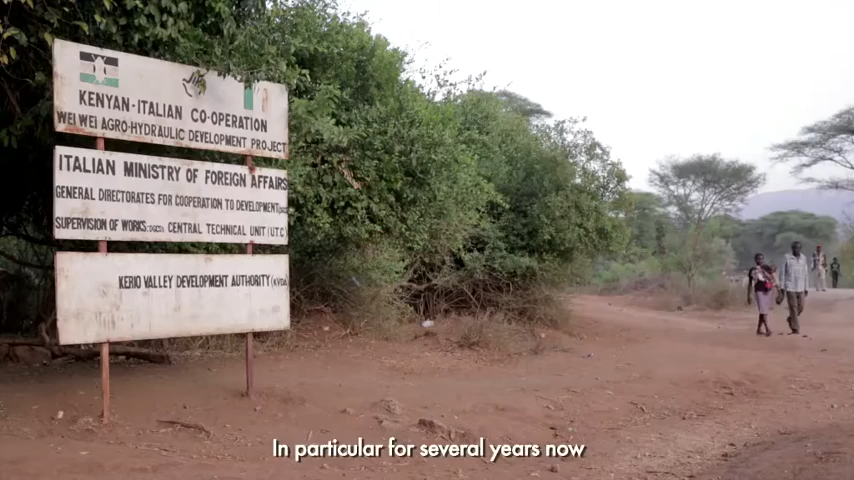 KENYAN-ITALIAN CO-OPERATION
WEI WEI AGRO-HYDRAULIC DEVELOPMENT PROJECT
ITALIAN MINISTRY OF FOREIGN AFFAIRS
GENERAL DIRECTORATES FOR COOPERATION TO DEVELOPMENT
SUPERVISION OF WORKS: CENTRAL TECHNICAL UNIT (UTC)
KERIO VALLEY DEVELOPMENT AUTHORITY (KVDA)
In particular for several years now